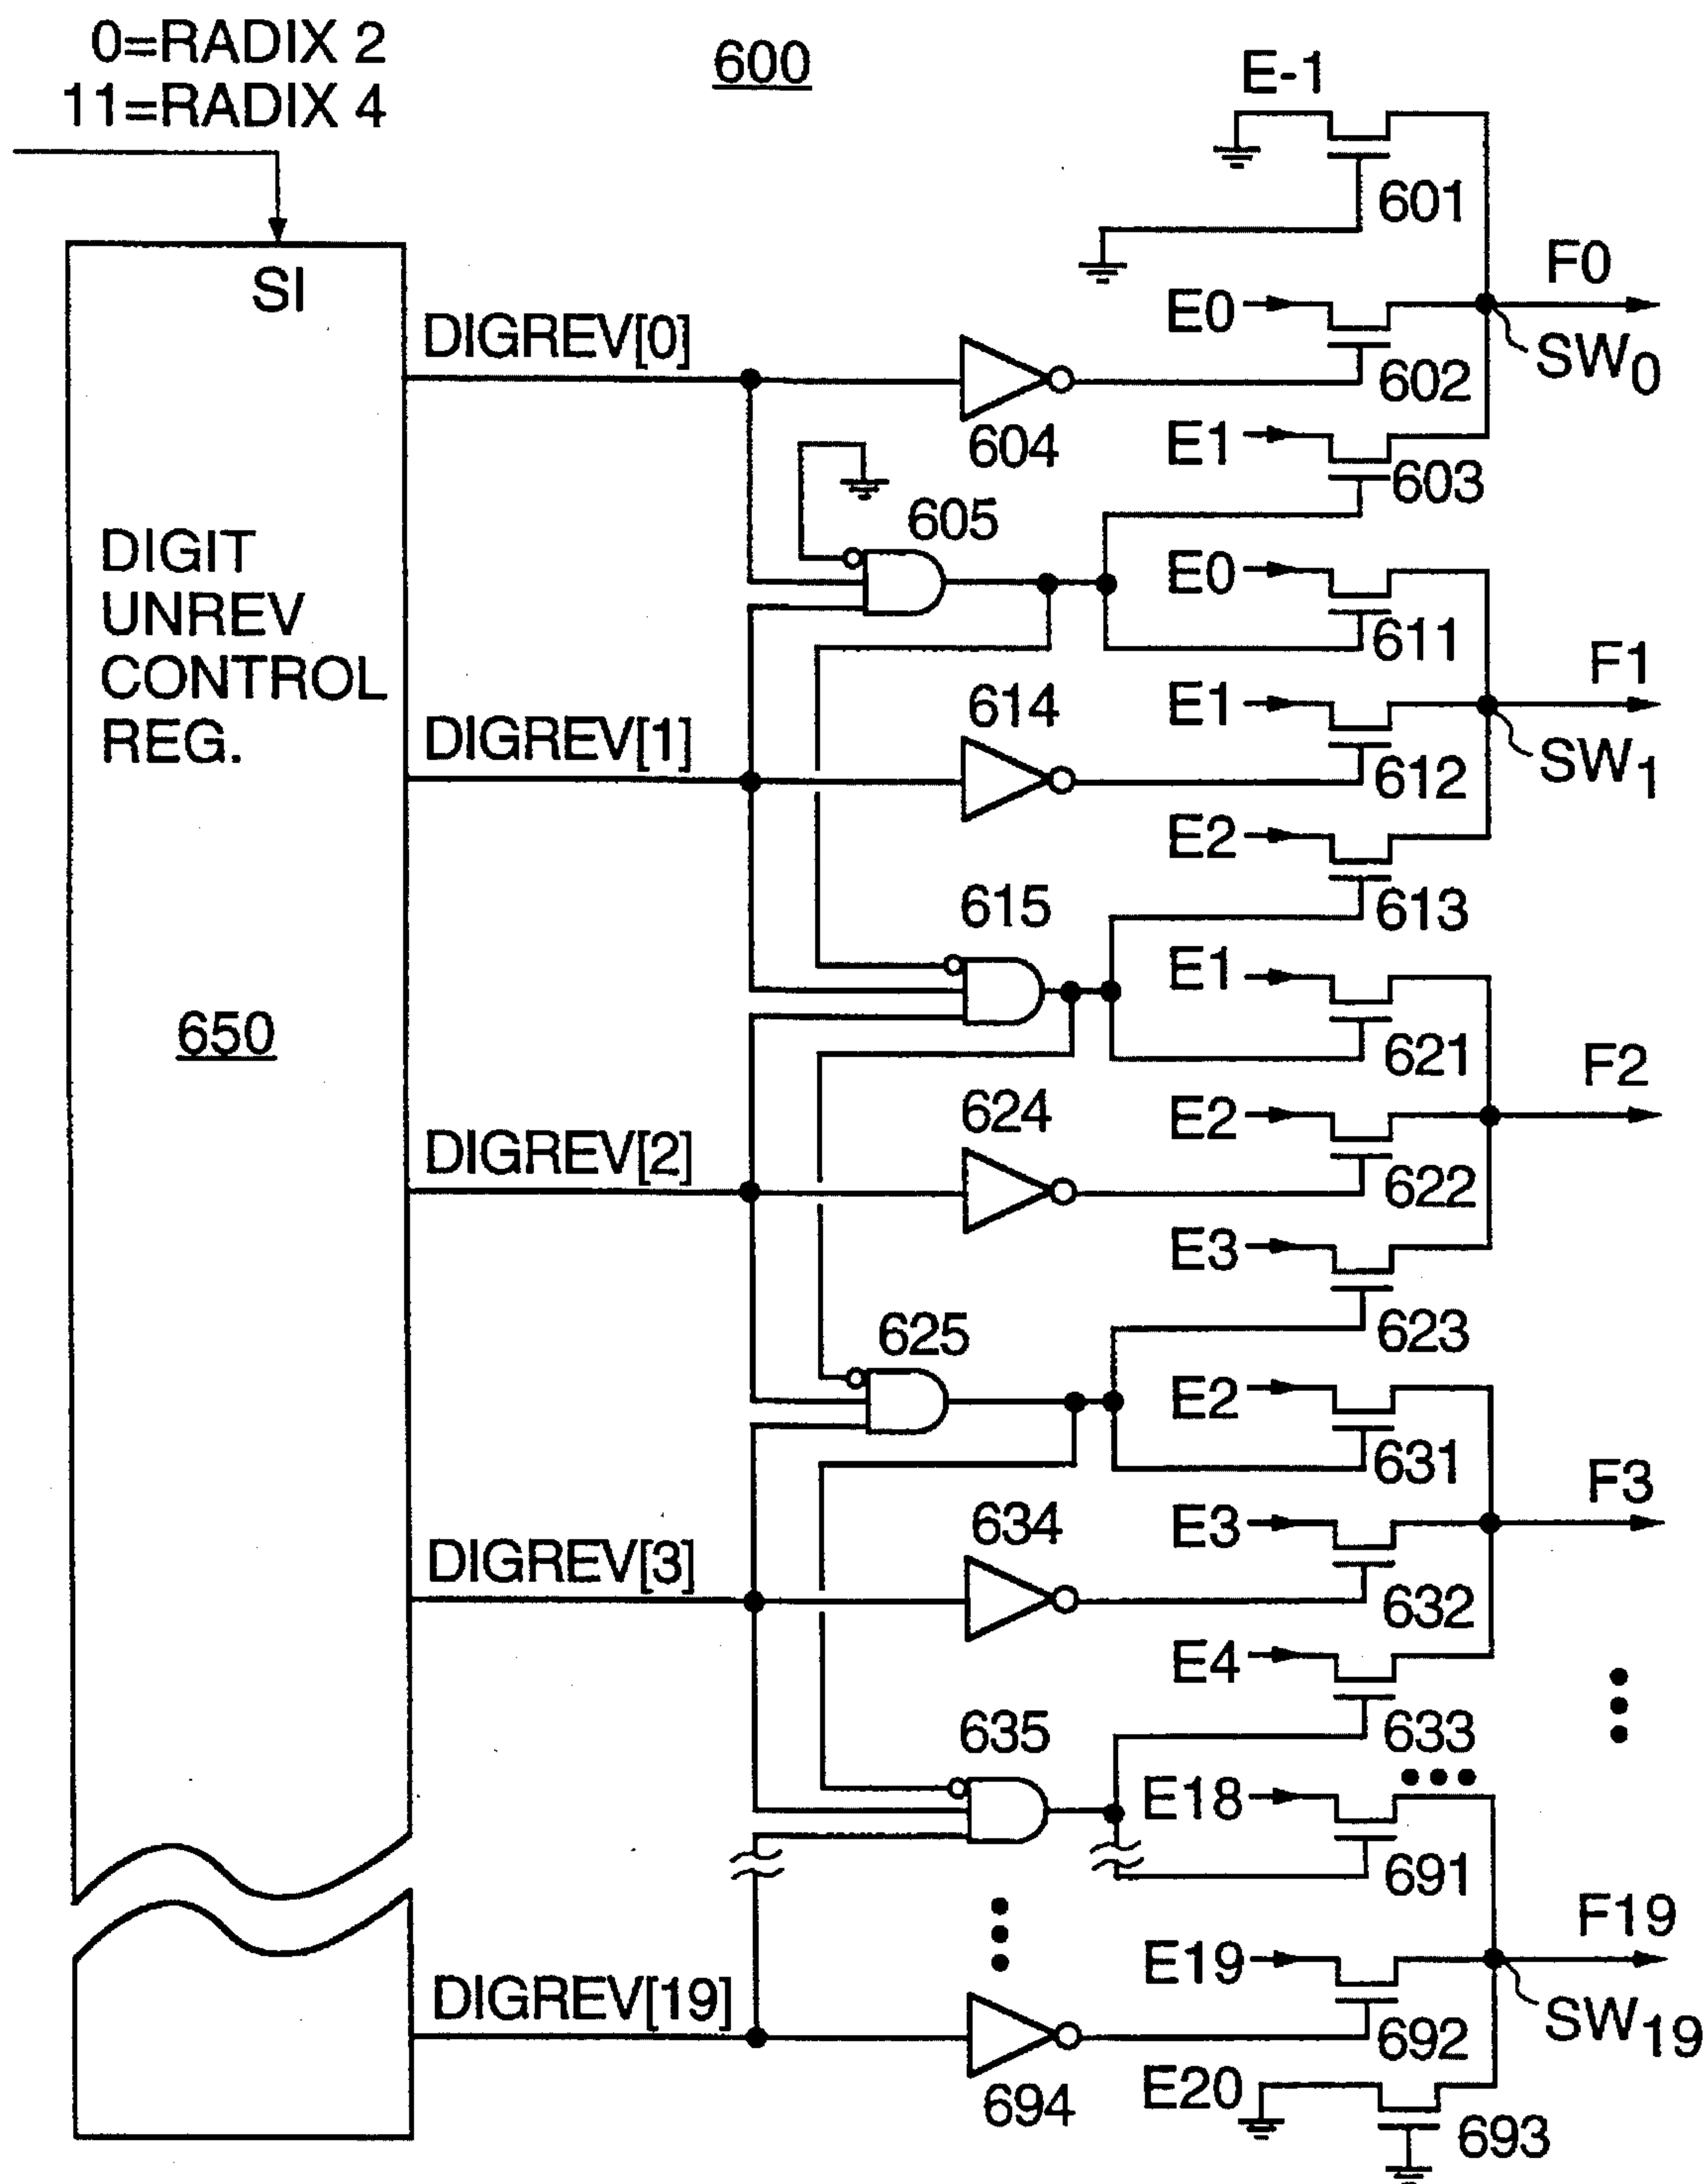 0=RADIX 2
11=RADIX 4
600
E-1
601
SI
F0
E0
DIGREV[0]
SW0
602
E1
604
603
605
DIGIT
UNREV
CONTROL
REG.
E0
611
F1
614
E1
DIGREV[1]
SW1
612
E2
615
613
E1
650
621
F2
624
E2
DIGREV[2]
622
E3
625
623
E2
631
F3
634
E3
DIGREV[3]
632
E4
635
633
E18
691
F19
E19
DIGREV[19]
SW19
692
E20
694
693